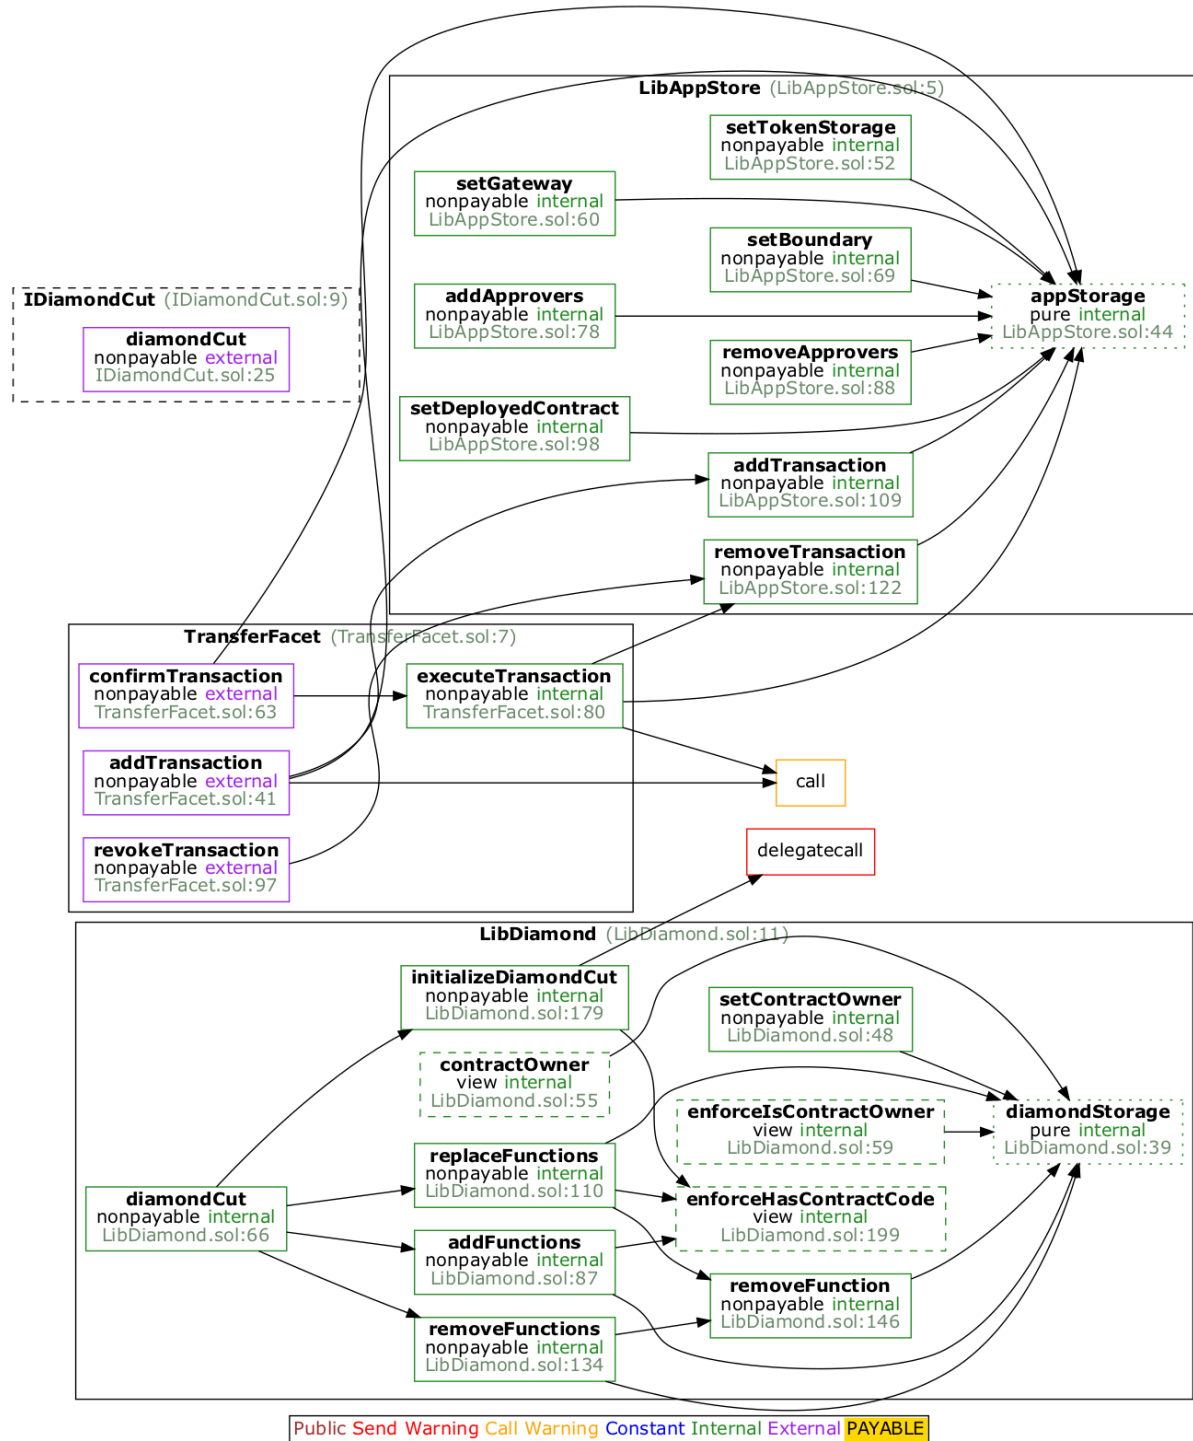 LibAppStore (LibAppStore.sol:5)
setTokenStorage
nonpayable internal
LibAppStore.sol:52
setGateway
nonpayable internal
LibAppStore.sol:60
setBoundary
nonpayable internal
LibAppStore.sol:69
addApprovers
nonpayable internal
LibAppStore.sol:78
appStorage
pure internal
LibAppStore.sol:44
removeApprovers
nonpayable internal
LibAppStore.sol:88
setDeployedContract
nonpayable internal
LibAppStore.sol:98
addTransaction
nonpayable internal
LibAppStore.sol:109
removeTransaction
nonpayable internal
LibAppStore.sol:122
IDiamondCut (IDiamondCut.sol:9)
diamondCut
nonpayable external
IDiamondCut.sol:25
TransferFacet (TransferFacet.sol:7)
confirmTransaction
nonpayable external
TransferFacet.sol:63
executeTransaction
nonpayable internal
TransferFacet.sol:80
addTransaction
nonpayable external
TransferFacet.sol:41
revokeTransaction
nonpayable external
TransferFacet.sol:97
call
delegatecall
LibDiamond (LibDiamond.sol:11)
initializeDiamondCut
nonpayable internal
LibDiamond.sol:179
setContractOwner
nonpayable internal
LibDiamond.sol:48
contractOwner
view internal
LibDiamond.sol:55
enforceIsContractOwner
view internal
LibDiamond.sol:59
diamondStorage
pure internal
LibDiamond.sol:39
replaceFunctions
nonpayable internal
LibDiamond.sol:110
diamondCut
nonpayable internal
LibDiamond.sol:66
enforceHasContractCode
view internal
LibDiamond.sol:199
addFunctions
nonpayable internal
LibDiamond.sol:87
removeFunction
nonpayable internal
LibDiamond.sol:146
removeFunctions
nonpayable internal
LibDiamond.sol:134
Public Send Warning Call Warning Constant Internal External PAYABLE